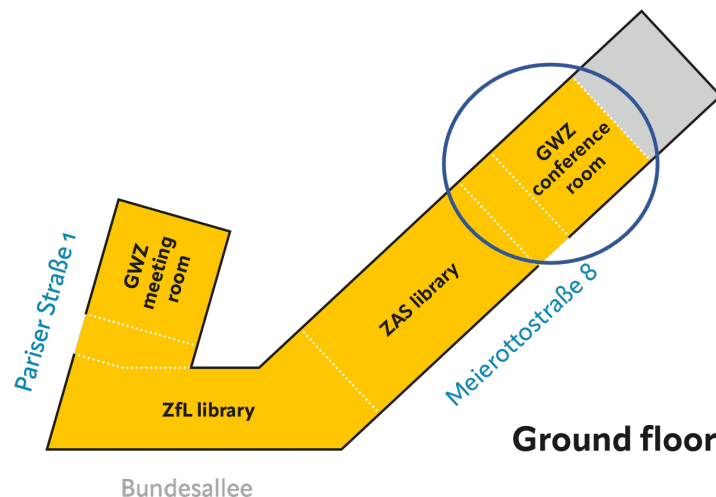 GWZ
conference
room
Pariser Straße 1
GWZ
meeting
room
ZAS library
Meierottostraße 8
ZfL library
Ground floor
Bundesallee